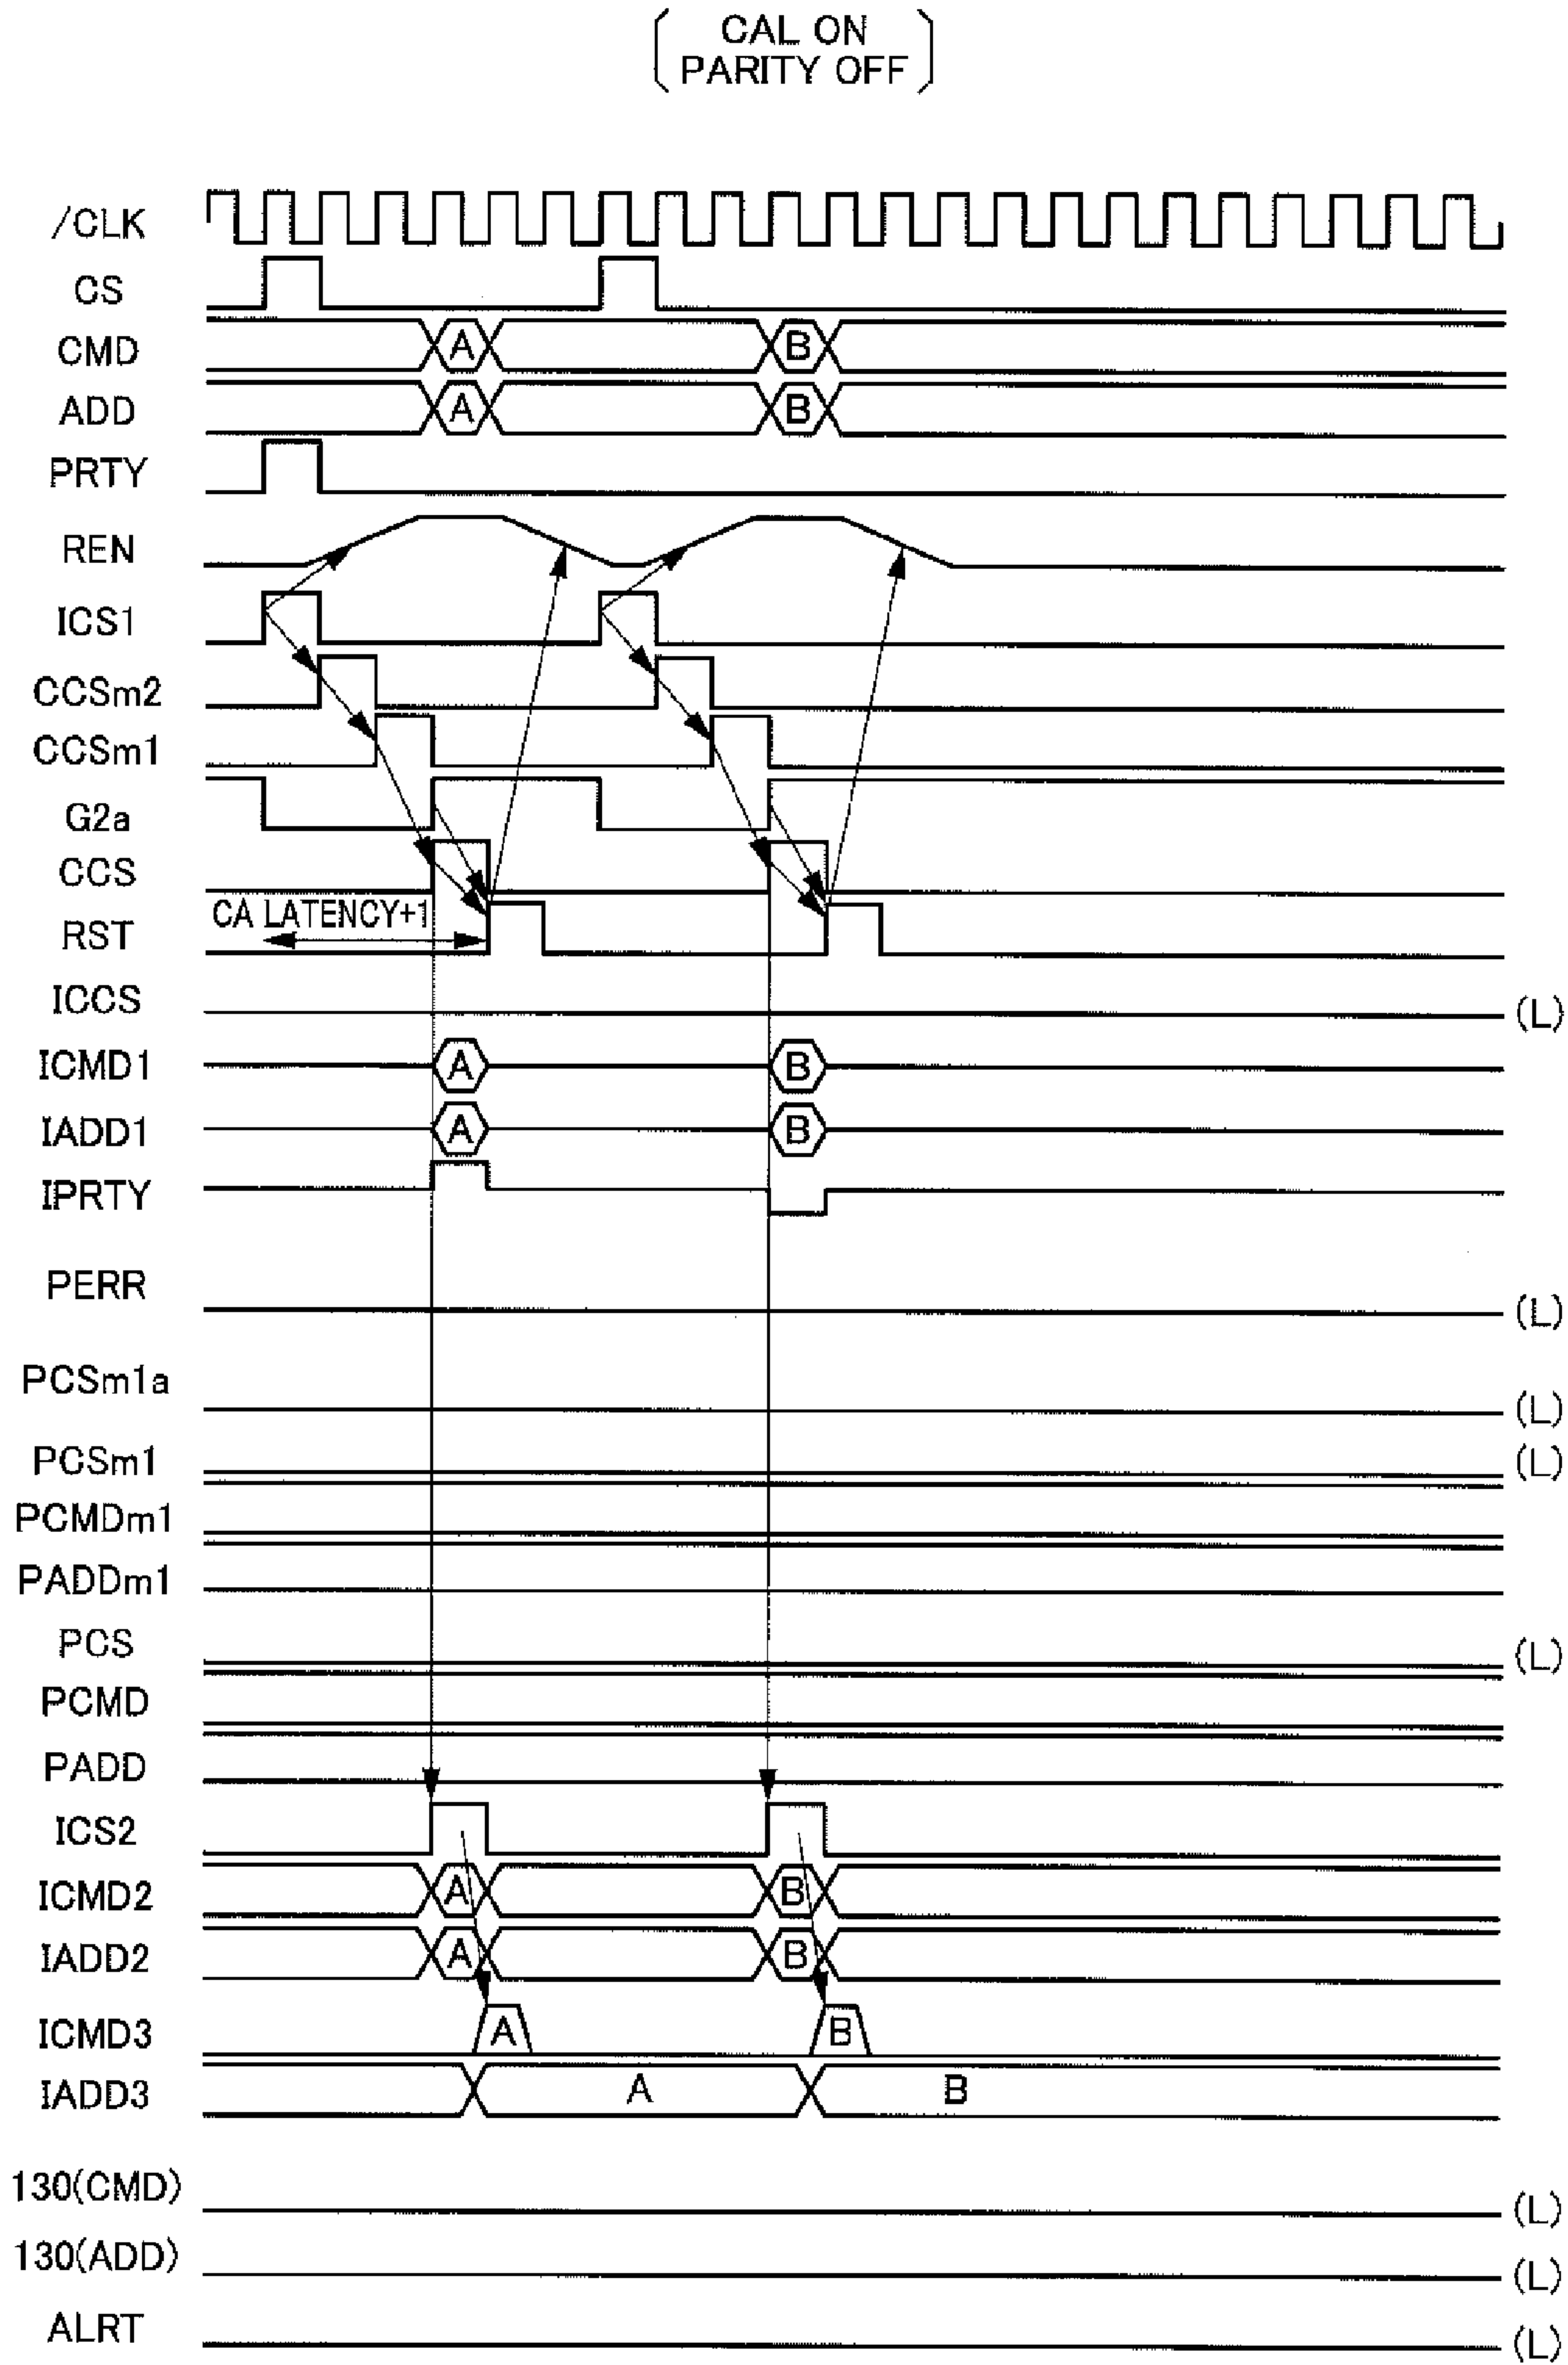 CAL ON
PARITY OFF
/CLK
CS
CMD A B
ADD A B
PRTY
REN
ICS1
CCSm2
CCSm1
G2a
CCS
CA LATENCY+1
RST
ICCS (L)
ICMD1 A B
IADD1 A B
IPRTY
PERR (L)
PCSm1a (L)
PCSm1 (L)
PCMDm1
PADDm1
PCS (L)
PCMD
PADD
ICS2
ICMD2 A B
IADD2 A B
ICMD3 A B
IADD3 A B
130(CMD) (L)
130(ADD) (L)
ALRT (L)